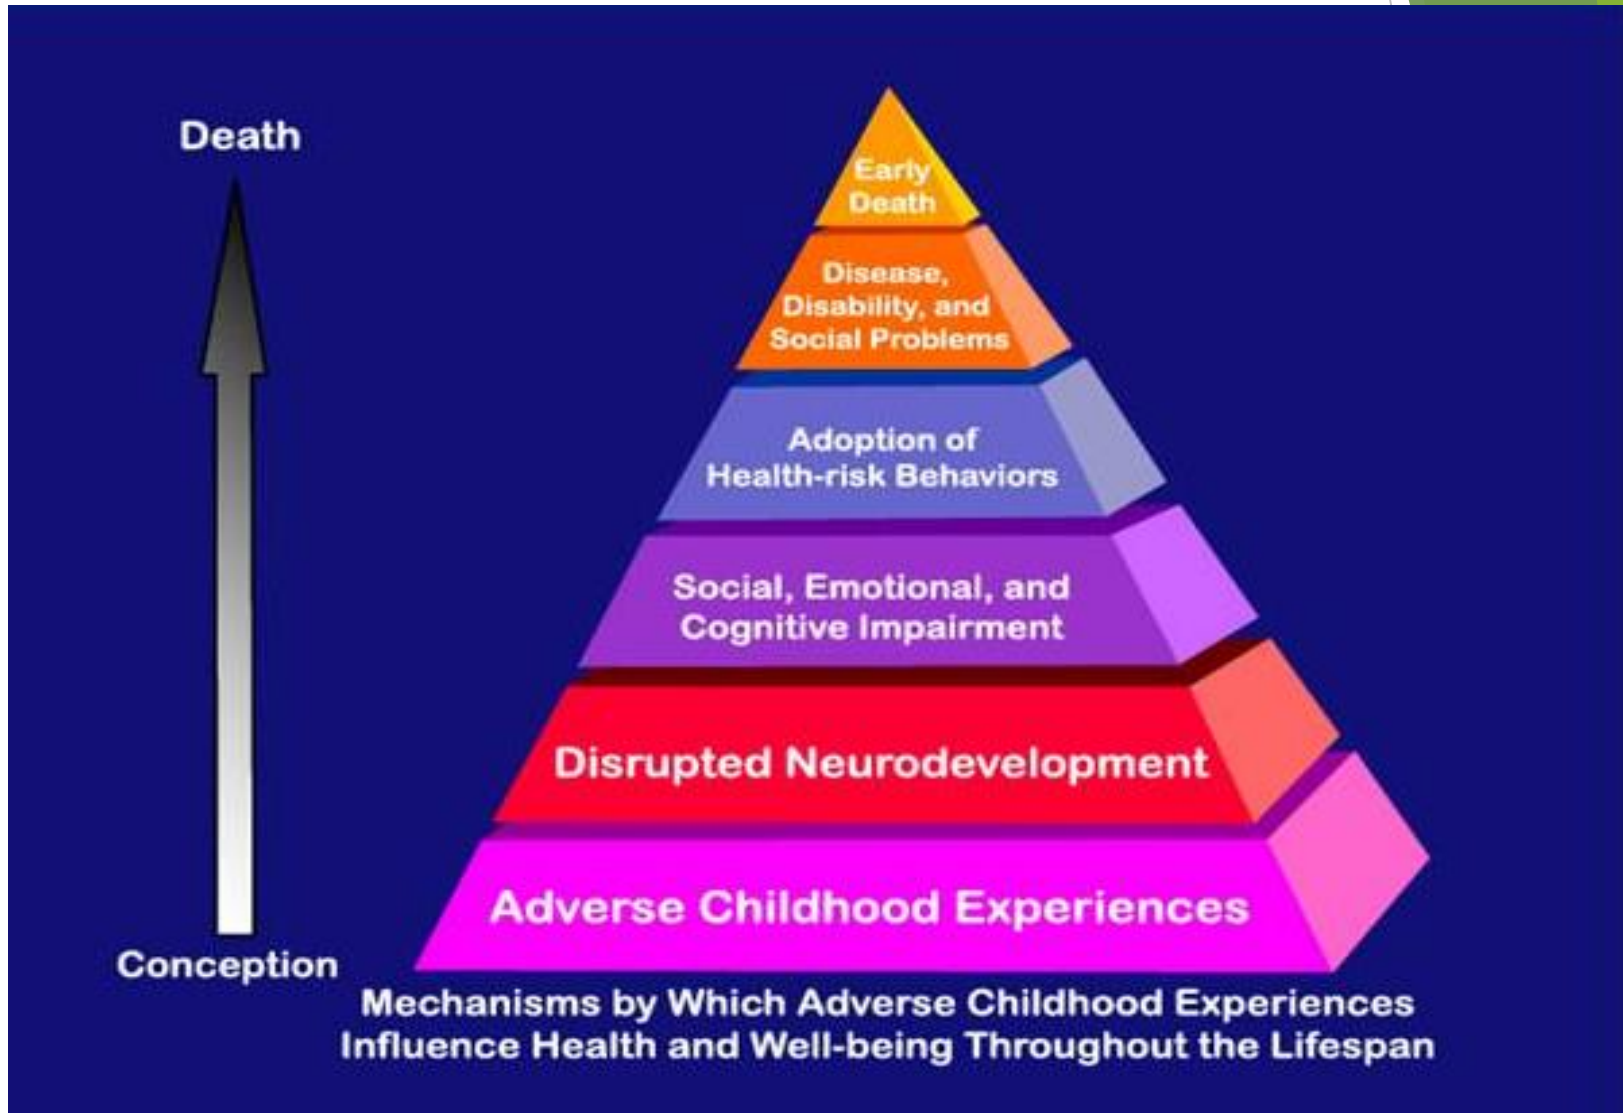 Death
Early
Death
Disease,
Disability, and
Social Problems
Adoption of
Health-risk Behaviors
Social, Emotional, and
Cognitive Impairment
Disrupted Neurodevelopment
Adverse Childhood Experiences
Conception
Mechanisms by Which Adverse Childhood Experiences
Influence Health and Well-being Throughout the Lifespan